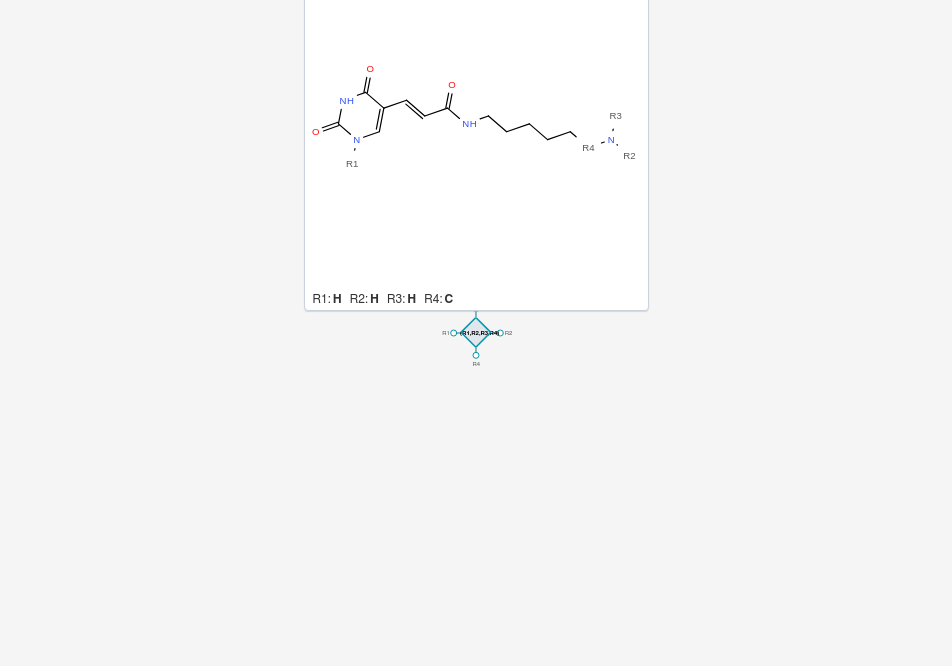 O
O
NH
R3
O
NH
N
N
R4
R2
R1
R1: H R2: H R3: H R4: C
R1 (R1,R2,R3,R4) R2
R4